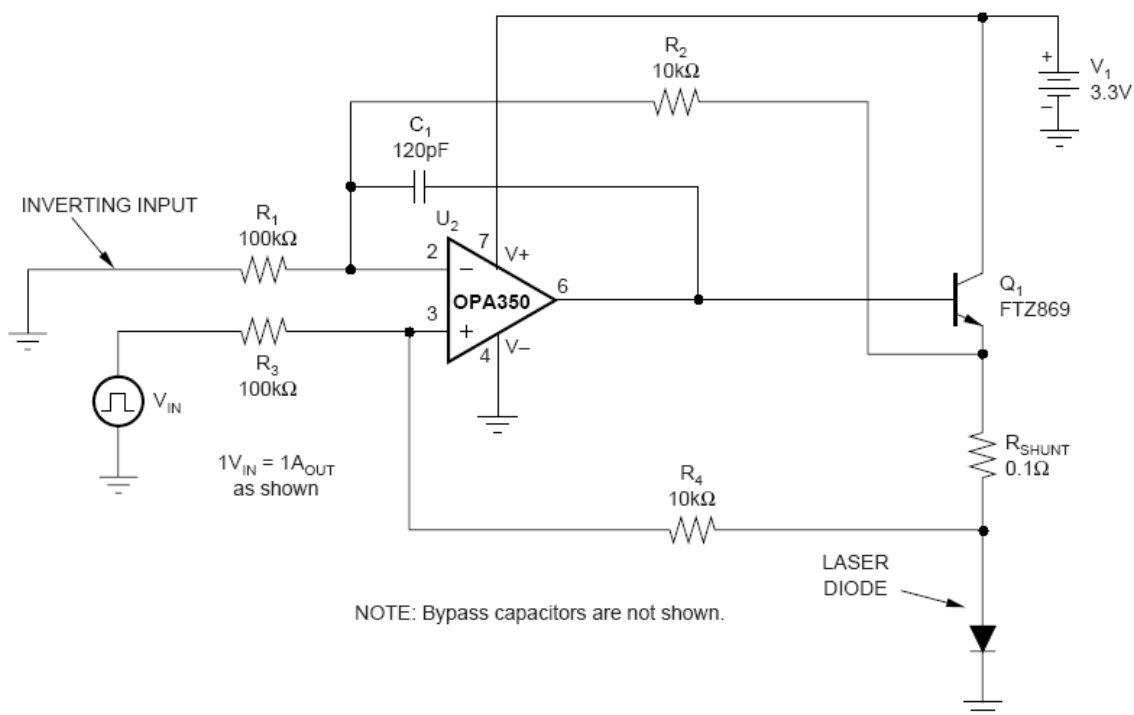 R2
10kΩ
+
V1
3.3V
–
C1
120pF
INVERTING INPUT
R1
100kΩ
U2
2
7
V+
–
OPA350
6
3
+
4
V–
Q1
FTZ869
R3
100kΩ
VIN
1VIN = 1AOUT
as shown
RSHUNT
0.1Ω
R4
10kΩ
LASER
DIODE
NOTE: Bypass capacitors are not shown.